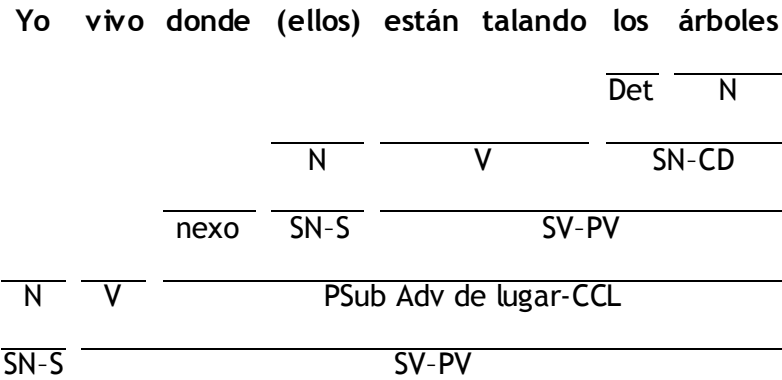 Yo vivo donde (ellos) están talando los árboles
Det N
N V SN-CD
nexo SN-S SV-PV
N V PSub Adv de lugar-CCL
SN-S SV-PV